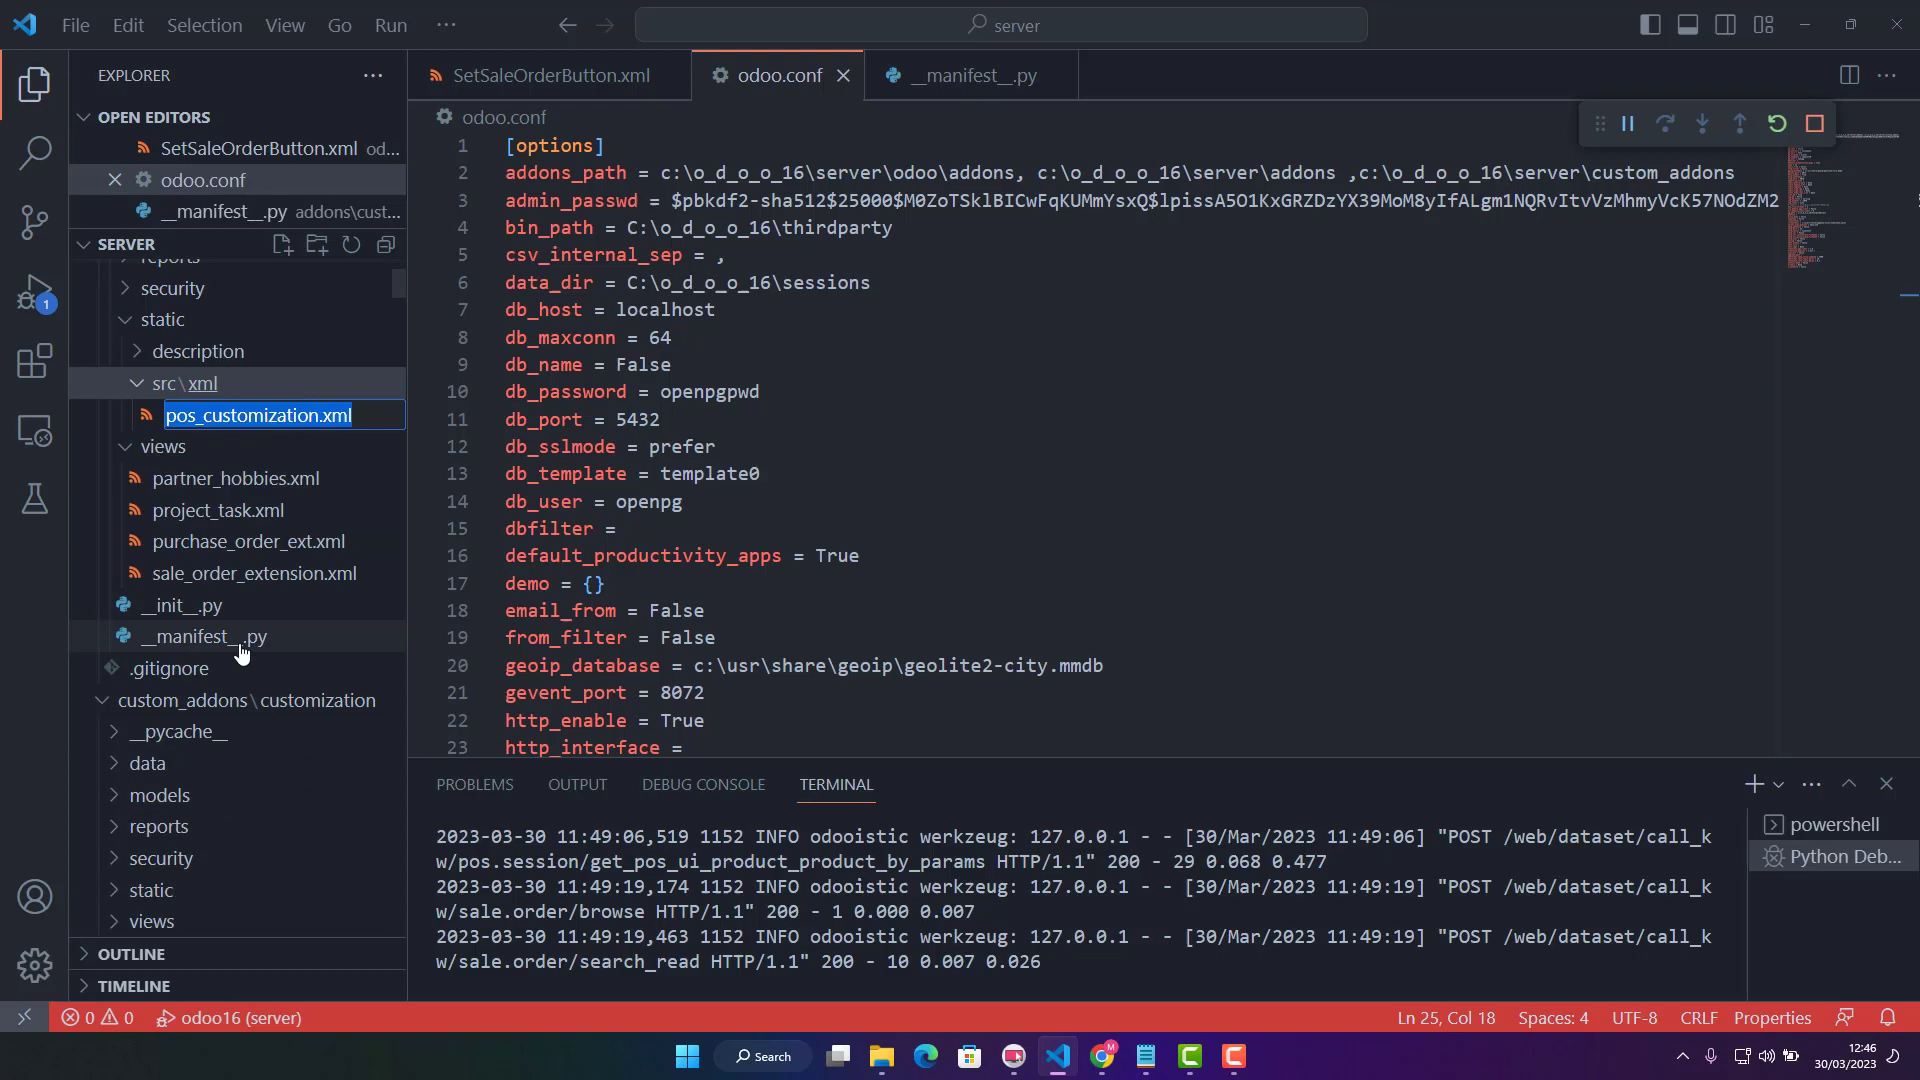 File Edit Selection View Go Run ···
server
EXPLORER
OPEN EDITORS
SetSaleOrderButton.xml od...
odoo.conf
__manifest__.py addons\cust...
SERVER
reports
security
static
description
src\xml
pos_customization.xml
views
partner_hobbies.xml
project_task.xml
purchase_order_ext.xml
sale_order_extension.xml
__init__.py
__manifest__.py
.gitignore
custom_addons\customization
__pycache__
data
models
reports
security
static
views
OUTLINE
TIMELINE
SetSaleOrderButton.xml odoo.conf __manifest__.py
odoo.conf
1 [options]
2 addons_path = c:\o_d_o_o_16\server\odoo\addons, c:\o_d_o_o_16\server\addons ,c:\o_d_o_o_16\server\custom_addons
3 admin_passwd = $pbkdf2-sha512$25000$M0ZoTSklBICwFqKUMmYsxQ$lpissA5O1KxGRZDzYX39MoM8yIfALgm1NQRvItvVzMhmyVcK57NOdZM2
4 bin_path = C:\o_d_o_o_16\thirdparty
5 csv_internal_sep = ,
6 data_dir = C:\o_d_o_o_16\sessions
7 db_host = localhost
8 db_maxconn = 64
9 db_name = False
10 db_password = openpgpwd
11 db_port = 5432
12 db_sslmode = prefer
13 db_template = template0
14 db_user = openpg
15 dbfilter =
16 default_productivity_apps = True
17 demo = {}
18 email_from = False
19 from_filter = False
20 geoip_database = c:\usr\share\geoip\geolite2-city.mmdb
21 gevent_port = 8072
22 http_enable = True
23 http_interface =
PROBLEMS OUTPUT DEBUG CONSOLE TERMINAL
2023-03-30 11:49:06,519 1152 INFO odooistic werkzeug: 127.0.0.1 - - [30/Mar/2023 11:49:06] "POST /web/dataset/call_k
w/pos.session/get_pos_ui_product_product_by_params HTTP/1.1" 200 - 29 0.068 0.477
2023-03-30 11:49:19,174 1152 INFO odooistic werkzeug: 127.0.0.1 - - [30/Mar/2023 11:49:19] "POST /web/dataset/call_k
w/sale.order/browse HTTP/1.1" 200 - 1 0.000 0.007
2023-03-30 11:49:19,463 1152 INFO odooistic werkzeug: 127.0.0.1 - - [30/Mar/2023 11:49:19] "POST /web/dataset/call_k
w/sale.order/search_read HTTP/1.1" 200 - 10 0.007 0.026
powershell
Python Deb...
1
0 0 odoo16 (server)
Ln 25, Col 18 Spaces: 4 UTF-8 CRLF Properties
Search
M
12:46
30/03/2023